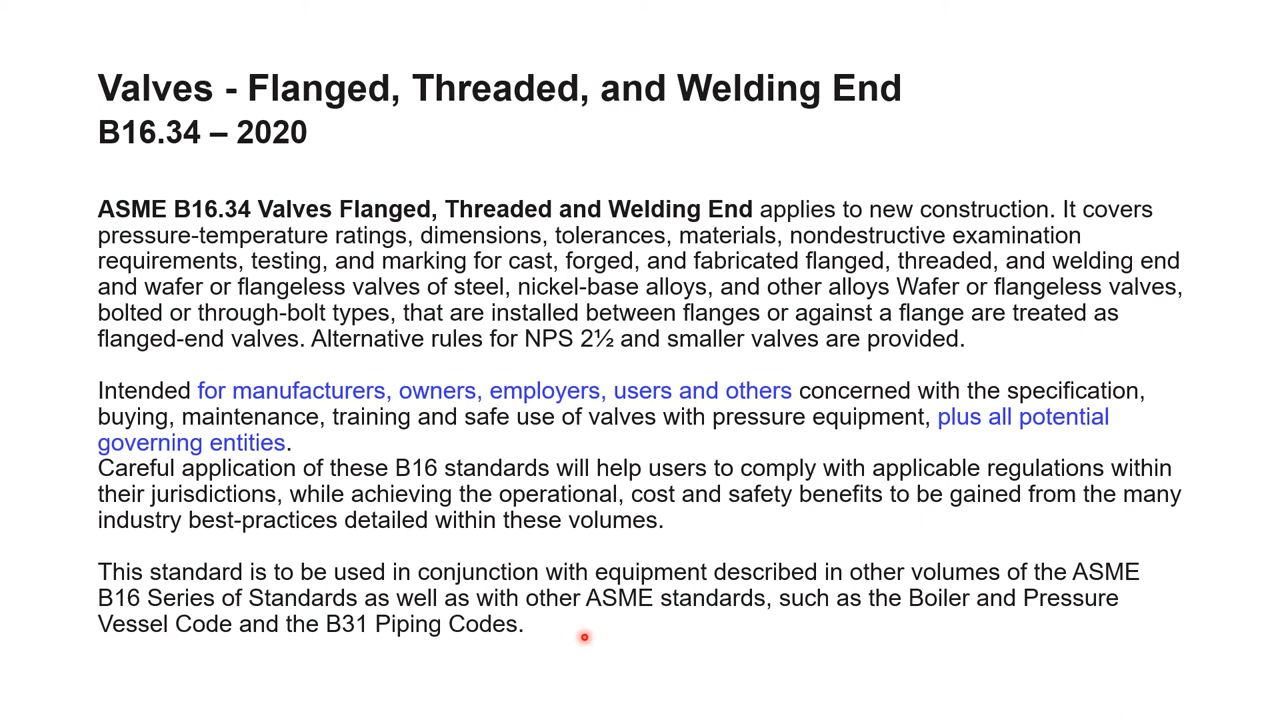 Valves - Flanged, Threaded, and Welding End
B16.34 – 2020
ASME B16.34 Valves Flanged, Threaded and Welding End applies to new construction. It covers
pressure-temperature ratings, dimensions, tolerances, materials, nondestructive examination
requirements, testing, and marking for cast, forged, and fabricated flanged, threaded, and welding end
and wafer or flangeless valves of steel, nickel-base alloys, and other alloys Wafer or flangeless valves,
bolted or through-bolt types, that are installed between flanges or against a flange are treated as
flanged-end valves. Alternative rules for NPS 2½ and smaller valves are provided.
Intended for manufacturers, owners, employers, users and others concerned with the specification,
buying, maintenance, training and safe use of valves with pressure equipment, plus all potential
governing entities.
Careful application of these B16 standards will help users to comply with applicable regulations within
their jurisdictions, while achieving the operational, cost and safety benefits to be gained from the many
industry best-practices detailed within these volumes.
This standard is to be used in conjunction with equipment described in other volumes of the ASME
B16 Series of Standards as well as with other ASME standards, such as the Boiler and Pressure
Vessel Code and the B31 Piping Codes.